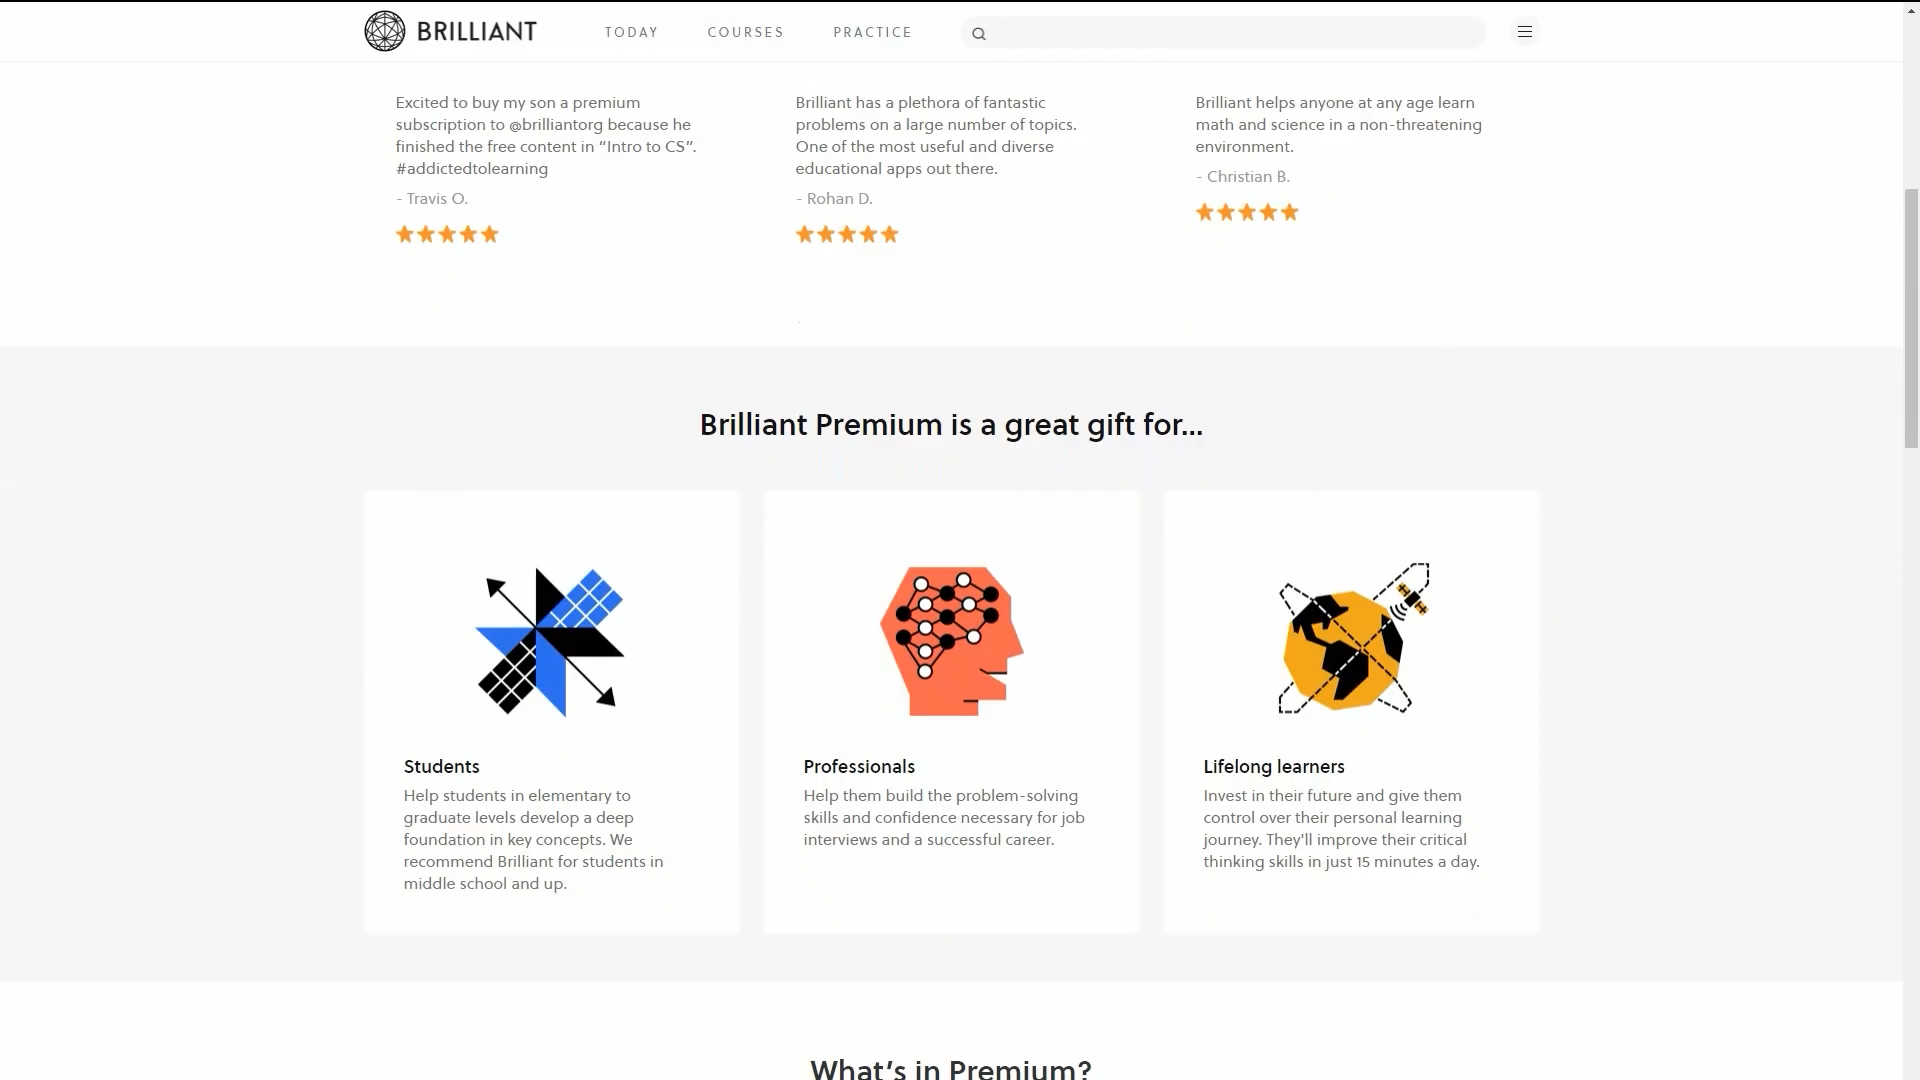 BRILLIANT
TODAY
COURSES
PRACTICE
Excited to buy my son a premium
subscription to @brilliantorg because he
finished the free content in “Intro to CS”.
#addictedtolearning
- Travis O.
Brilliant has a plethora of fantastic
problems on a large number of topics.
One of the most useful and diverse
educational apps out there.
- Rohan D.
Brilliant helps anyone at any age learn
math and science in a non-threatening
environment.
- Christian B.
Brilliant Premium is a great gift for...
Students
Help students in elementary to
graduate levels develop a deep
foundation in key concepts. We
recommend Brilliant for students in
middle school and up.
Professionals
Help them build the problem-solving
skills and confidence necessary for job
interviews and a successful career.
Lifelong learners
Invest in their future and give them
control over their personal learning
journey. They'll improve their critical
thinking skills in just 15 minutes a day.
What’s in Premium?